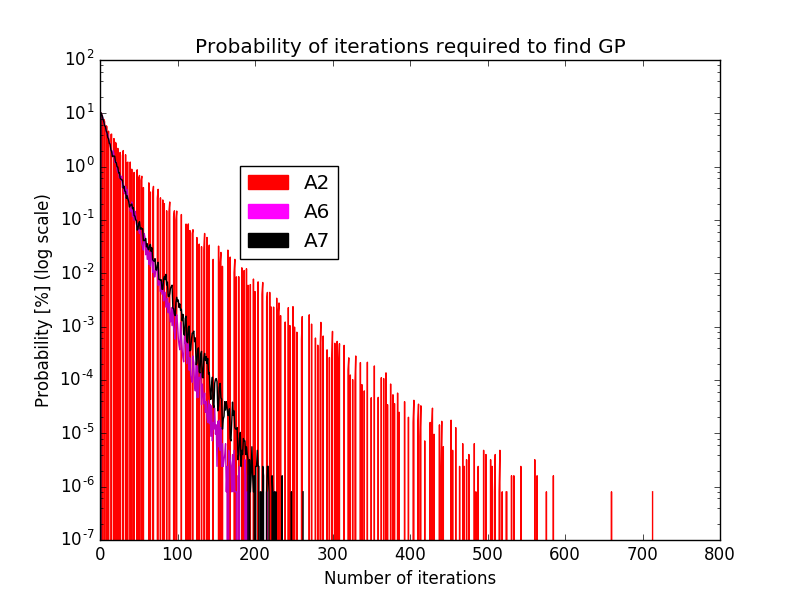 Probability of iterations required to find GP
Probability [%] (log scale)
10^2
10^1
10^0
10^-1
10^-2
10^-3
10^-4
10^-5
10^-6
10^-7
A2
A6
A7
0 100 200 300 400 500 600 700 800
Number of iterations